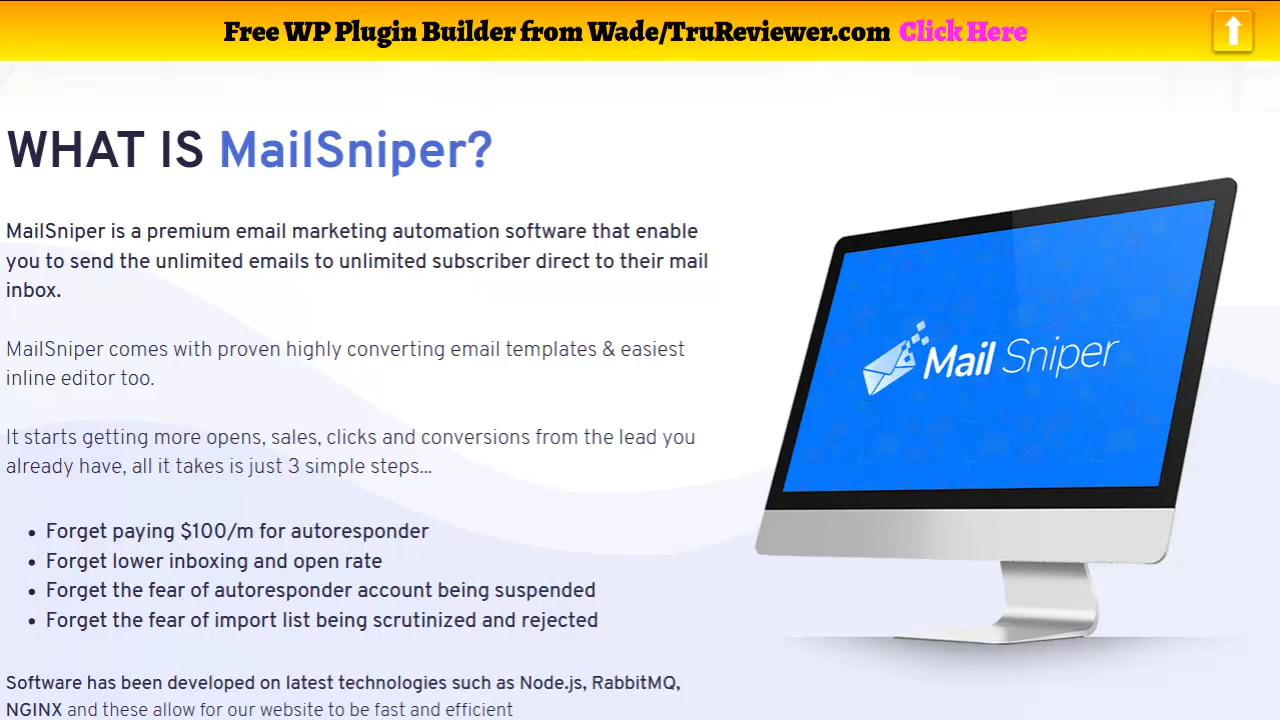 Free WP Plugin Builder from Wade/TruReviewer.com Click Here
WHAT IS MailSniper?
MailSniper is a premium email marketing automation software that enable
you to send the unlimited emails to unlimited subscriber direct to their mail
inbox.
MailSniper comes with proven highly converting email templates & easiest
inline editor too.
It starts getting more opens, sales, clicks and conversions from the lead you
already have, all it takes is just 3 simple steps...
• Forget paying $100/m for autoresponder
• Forget lower inboxing and open rate
• Forget the fear of autoresponder account being suspended
• Forget the fear of import list being scrutinized and rejected
Software has been developed on latest technologies such as Node.js, RabbitMQ,
NGINX and these allow for our website to be fast and efficient
Mail Sniper